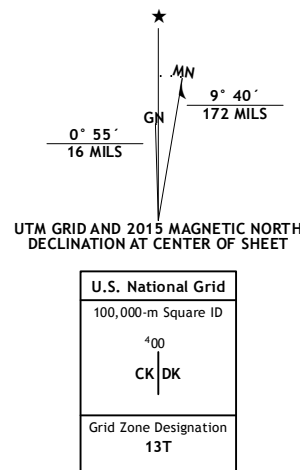 ★
MN
GN
9° 40´
172 MILS
0° 55´
16 MILS
UTM GRID AND 2015 MAGNETIC NORTH
DECLINATION AT CENTER OF SHEET
U.S. National Grid
100,000-m Square ID
⁴00
CK DK
Grid Zone Designation
13T